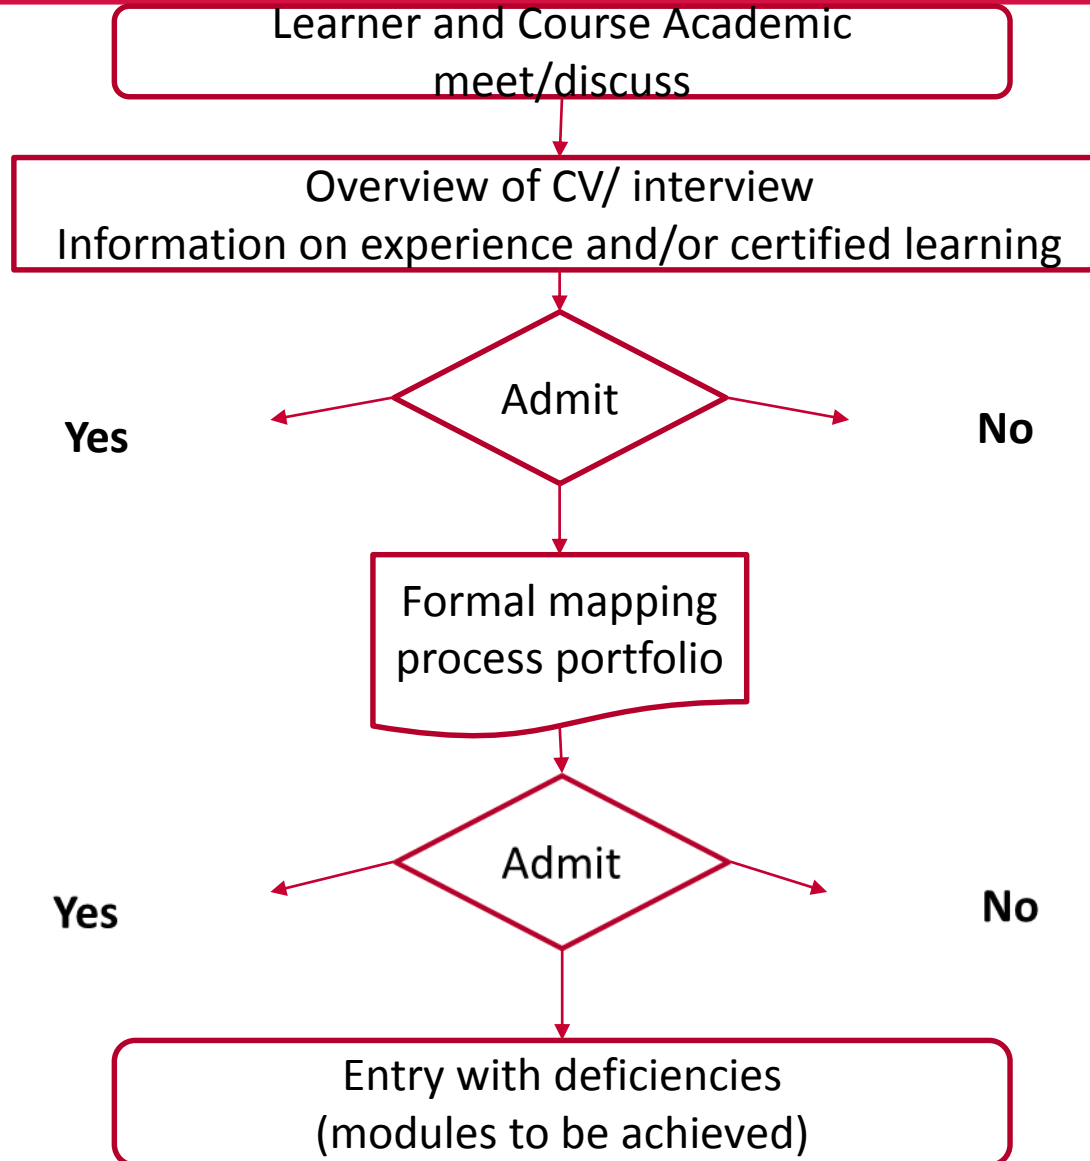 Learner and Course Academic
meet/discuss
Overview of CV/ interview
Information on experience and/or certified learning
Admit
Yes
No
Formal mapping
process portfolio
Admit
Yes
No
Entry with deficiencies
(modules to be achieved)